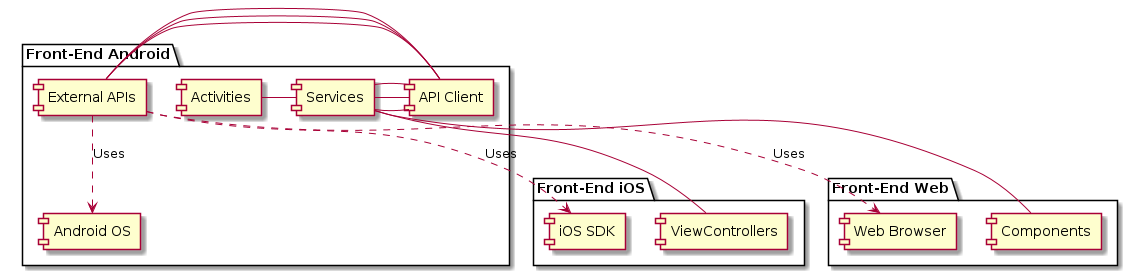 Front-End Android
External APIs
Activities
Services
API Client
Uses
Uses
Uses
Android OS
Front-End iOS
iOS SDK
ViewControllers
Front-End Web
Web Browser
Components